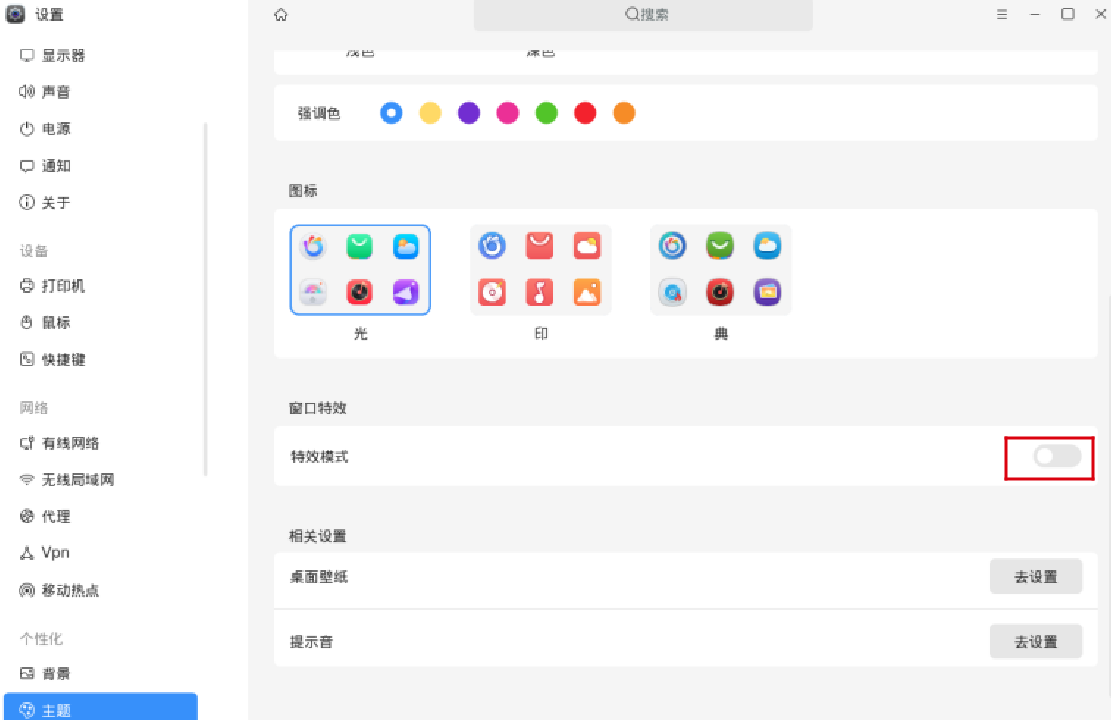 设置
搜索
显示器
声音
电源
通知
关于
设备
打印机
鼠标
快捷键
网络
有线网络
无线局域网
代理
Vpn
移动热点
个性化
背景
主题
浅色
深色
强调色
图标
光
印
典
窗口特效
特效模式
相关设置
桌面壁纸
去设置
提示音
去设置